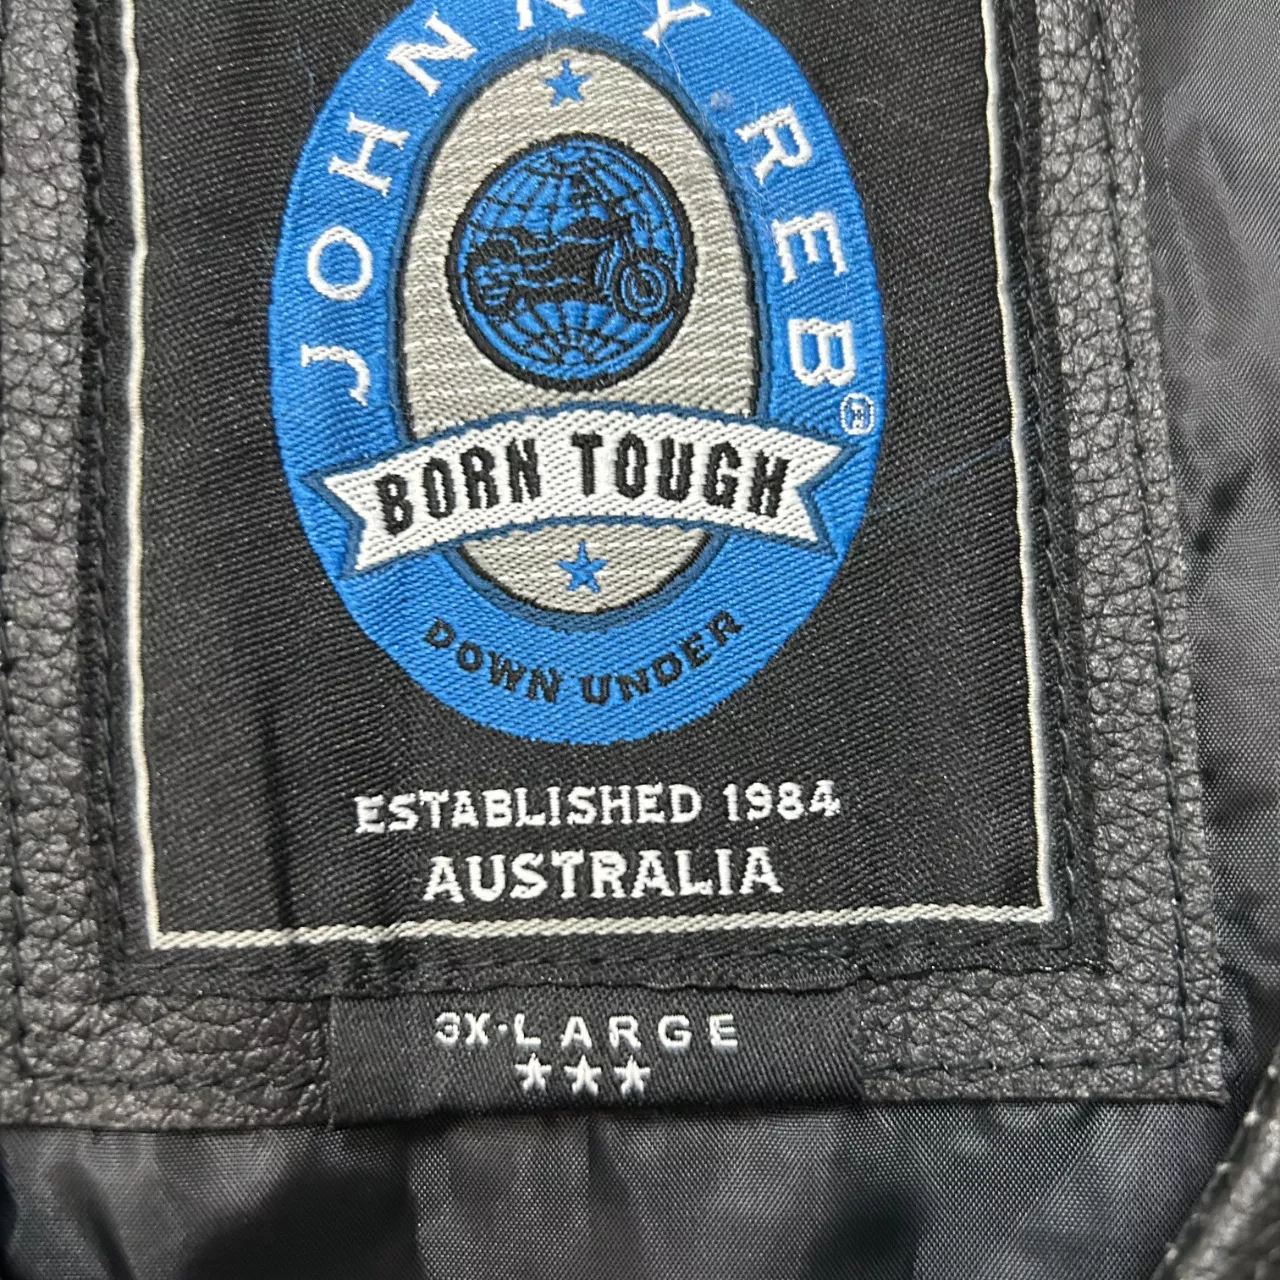 JOHNNY REB®
BORN TOUGH
DOWN UNDER
ESTABLISHED 1984
AUSTRALIA
3X-LARGE